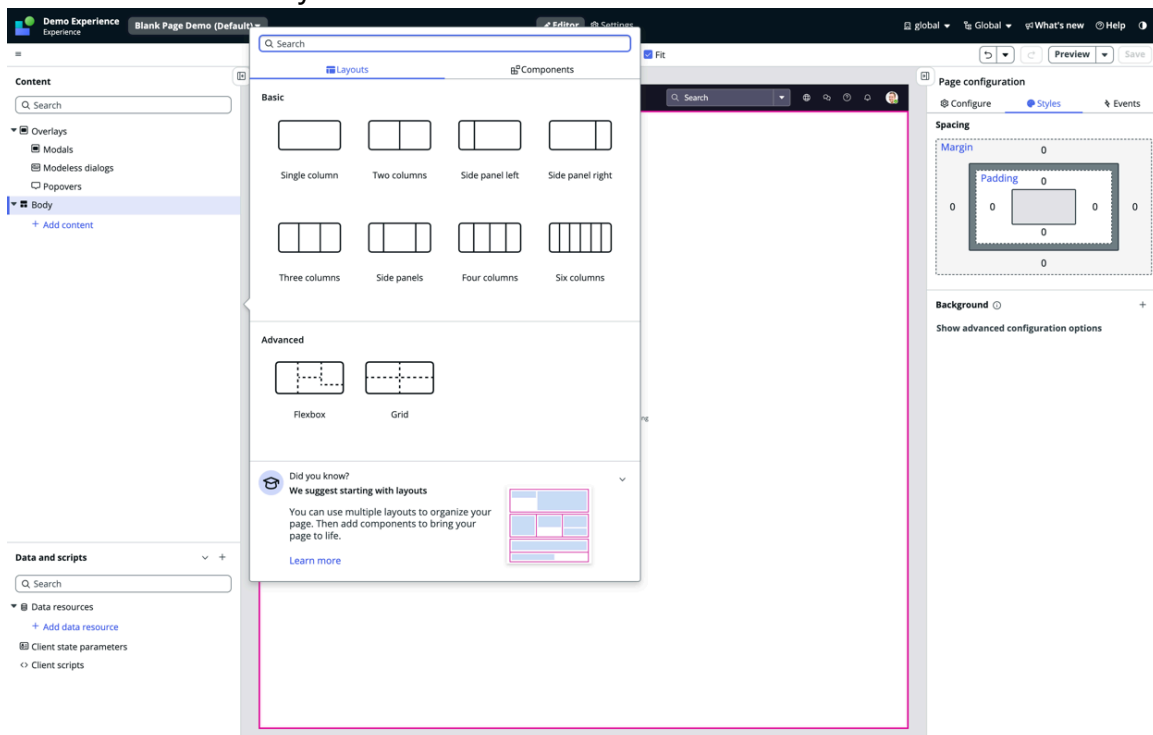 Demo Experience
Experience
Blank Page Demo (Default)
Editor
Settings
global
Global
What's new
Help
Fit
Preview
Save
Content
Search
Overlays
Modals
Modeless dialogs
Popovers
Body
+ Add content
Data and scripts
Search
Data resources
+ Add data resource
Client state parameters
Client scripts
Search
Layouts
Components
Basic
Single column
Two columns
Side panel left
Side panel right
Three columns
Side panels
Four columns
Six columns
Advanced
Flexbox
Grid
Did you know?
We suggest starting with layouts
You can use multiple layouts to organize your
page. Then add components to bring your
page to life.
Learn more
Search
Page configuration
Configure
Styles
Events
Spacing
Margin
0
Padding
0
0
0
0
0
0
0
Background
Show advanced configuration options